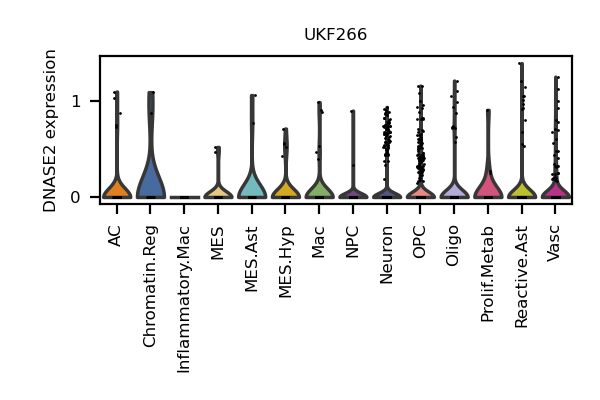 UKF266
DNASE2 expression
1
0
AC
Chromatin.Reg
Inflammatory.Mac
MES
MES.Ast
MES.Hyp
Mac
NPC
Neuron
OPC
Oligo
Prolif.Metab
Reactive.Ast
Vasc